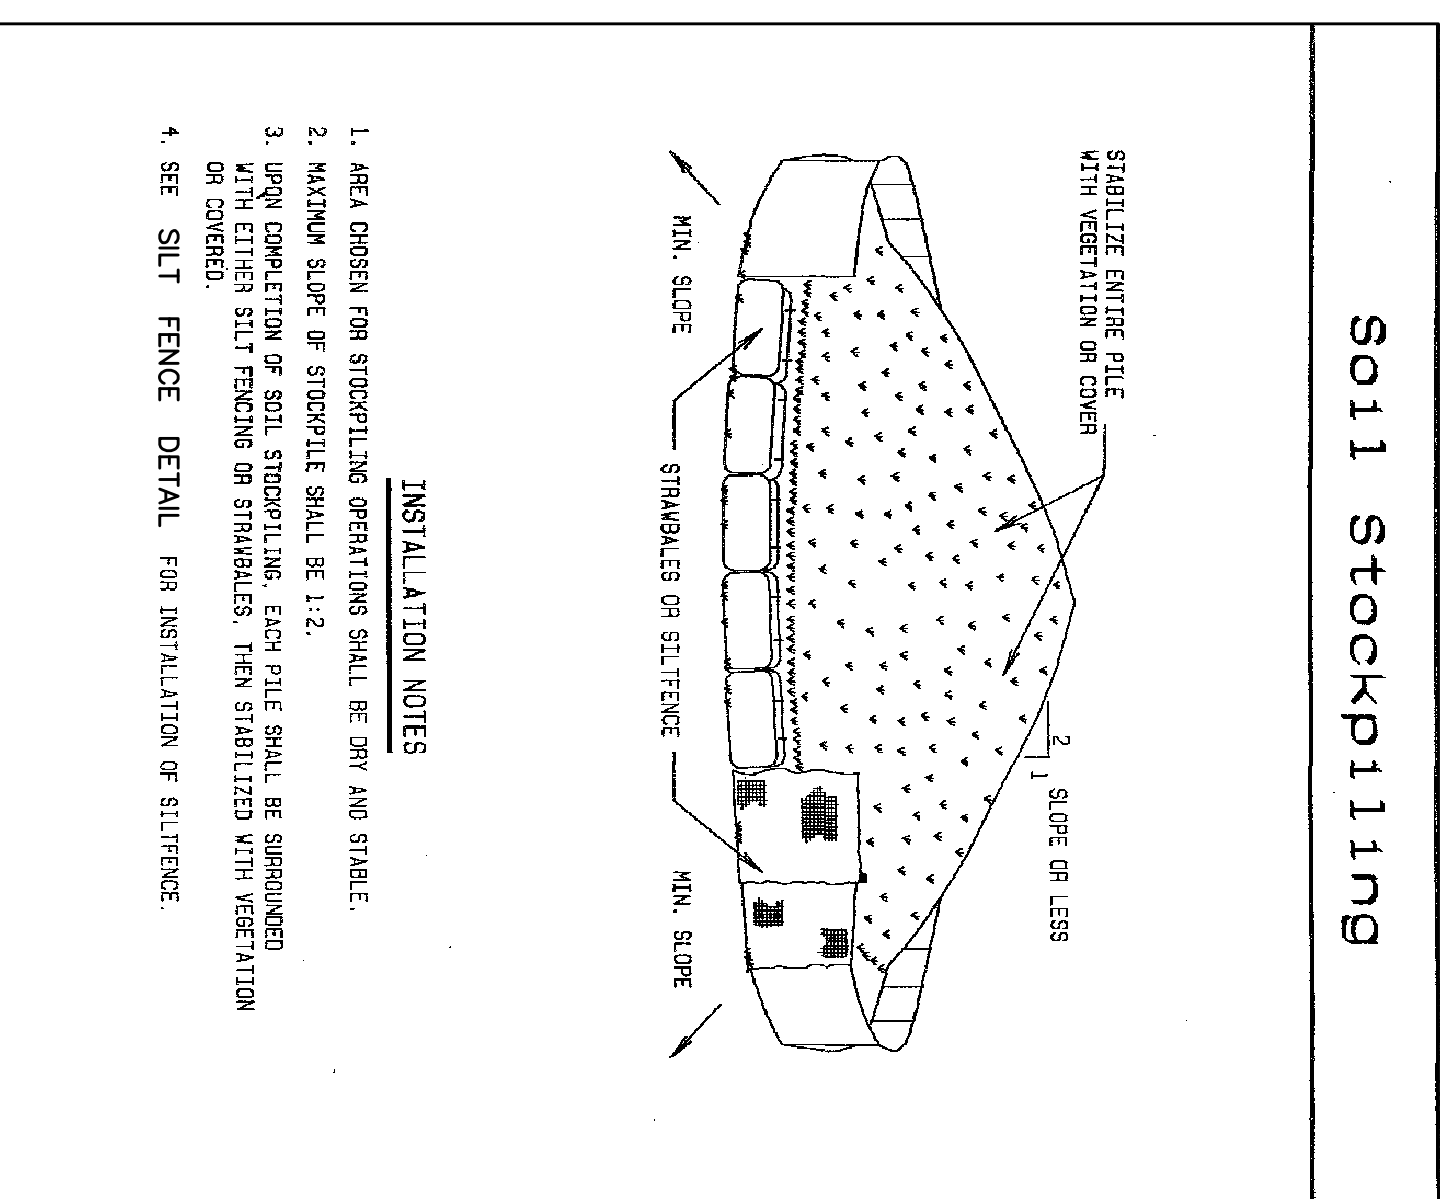 Soil Stockpiling
STABILIZE ENTIRE PILE
WITH VEGETATION OR COVER
2
1
SLOPE OR LESS
MIN. SLOPE
STRAWBALES OR SILTFENCE
MIN. SLOPE
INSTALLATION NOTES
1. AREA CHOSEN FOR STOCKPILING OPERATIONS SHALL BE DRY AND STABLE.
2. MAXIMUM SLOPE OF STOCKPILE SHALL BE 1:2.
3. UPON COMPLETION OF SOIL STOCKPILING, EACH PILE SHALL BE SURROUNDED
WITH EITHER SILT FENCING OR STRAWBALES, THEN STABILIZED WITH VEGETATION
OR COVERED.
4. SEE SILT FENCE DETAIL FOR INSTALLATION OF SILTFENCE.